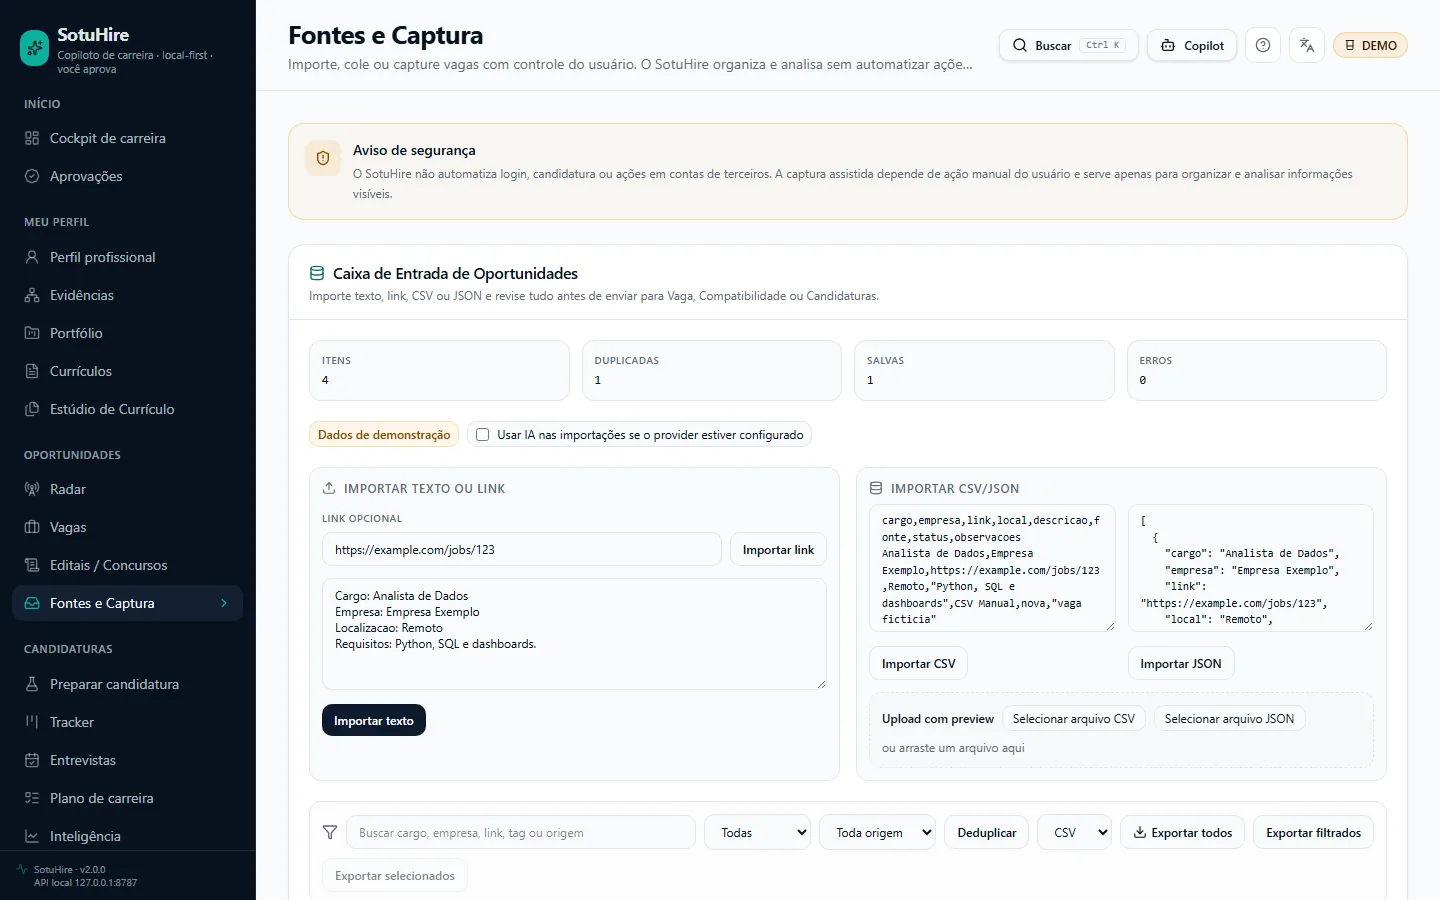 SotuHire
Copiloto de carreira · local-first ·
você aprova
INÍCIO
Cockpit de carreira
Aprovações
MEU PERFIL
Perfil profissional
Evidências
Portfólio
Currículos
Estúdio de Currículo
OPORTUNIDADES
Radar
Vagas
Editais / Concursos
Fontes e Captura
CANDIDATURAS
Preparar candidatura
Tracker
Entrevistas
Plano de carreira
Inteligência
SotuHire · v2.0.0
API local 127.0.0.1:8787
Fontes e Captura
Importe, cole ou capture vagas com controle do usuário. O SotuHire organiza e analisa sem automatizar açõe...
Buscar Ctrl K
Copilot
DEMO
Aviso de segurança
O SotuHire não automatiza login, candidatura ou ações em contas de terceiros. A captura assistida depende de ação manual do usuário e serve apenas para organizar e analisar informações
visíveis.
Caixa de Entrada de Oportunidades
Importe texto, link, CSV ou JSON e revise tudo antes de enviar para Vaga, Compatibilidade ou Candidaturas.
ITENS
4
DUPLICADAS
1
SALVAS
1
ERROS
0
Dados de demonstração
Usar IA nas importações se o provider estiver configurado
IMPORTAR TEXTO OU LINK
LINK OPCIONAL
https://example.com/jobs/123
Importar link
Cargo: Analista de Dados
Empresa: Empresa Exemplo
Localizacao: Remoto
Requisitos: Python, SQL e dashboards.
Importar texto
IMPORTAR CSV/JSON
cargo,empresa,link,local,descricao,f
onte,status,observacoes
Analista de Dados,Empresa
Exemplo,https://example.com/jobs/123
,Remoto,"Python, SQL e
dashboards",CSV Manual,nova,"vaga
ficticia"
Importar CSV
[
{
"cargo": "Analista de Dados",
"empresa": "Empresa Exemplo",
"link":
"https://example.com/jobs/123",
"local": "Remoto",
Importar JSON
Upload com preview
Selecionar arquivo CSV
Selecionar arquivo JSON
ou arraste um arquivo aqui
Buscar cargo, empresa, link, tag ou origem
Todas
Toda origem
Deduplicar
CSV
Exportar todos
Exportar filtrados
Exportar selecionados